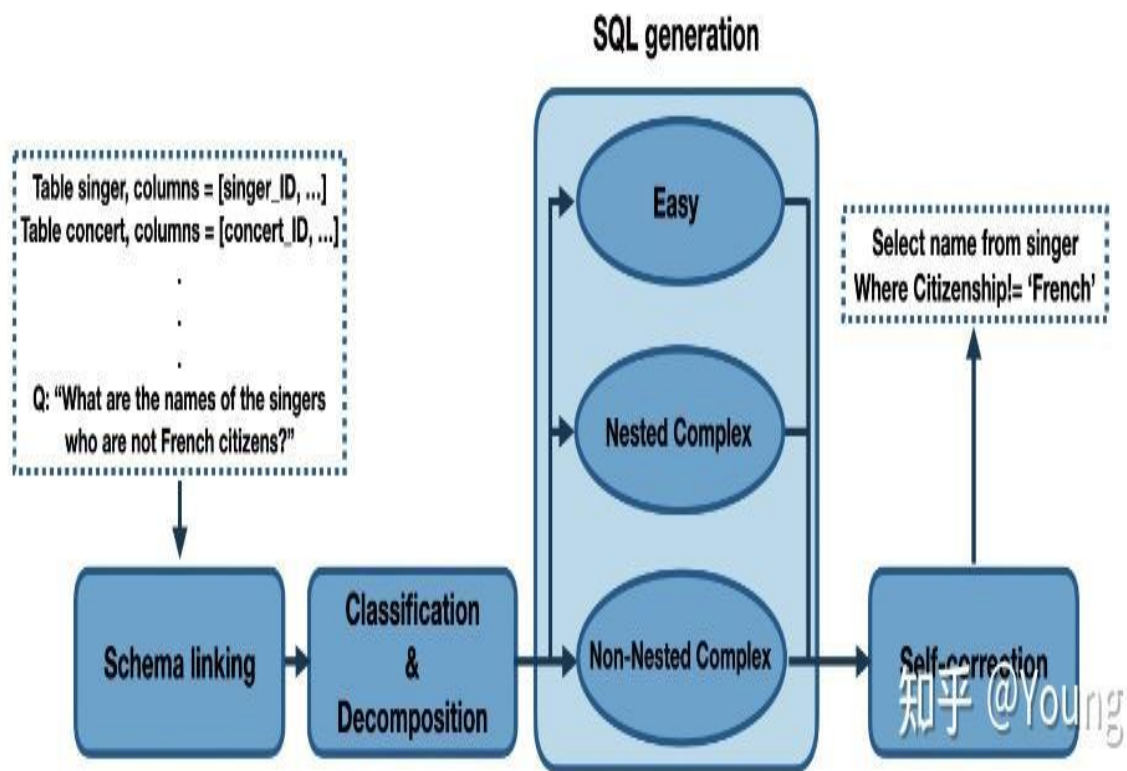 SQL generation
Table singer, columns = [singer_ID, ...]
Table concert, columns = [concert_ID, ...]
.
.
.
Q: “What are the names of the singers
who are not French citizens?”
Easy
Nested Complex
Non-Nested Complex
Select name from singer
Where Citizenship!= ‘French’
Schema linking
Classification
&
Decomposition
Self-correction
知乎 @Young